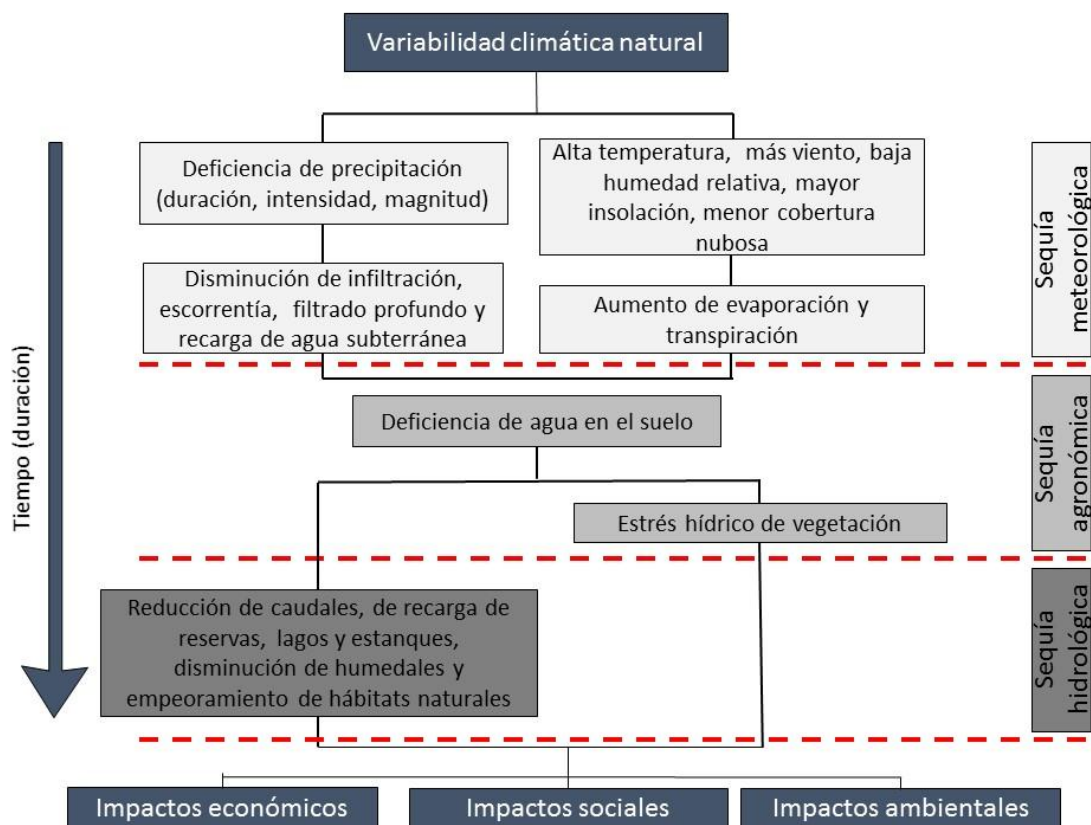 Variabilidad climática natural
Deficiencia de precipitación
(duración, intensidad, magnitud)
Alta temperatura, más viento, baja
humedad relativa, mayor
insolación, menor cobertura
nubosa
Disminución de infiltración,
escorrentía, filtrado profundo y
recarga de agua subterránea
Aumento de evaporación y
transpiración
Sequía
meteorológica
Deficiencia de agua en el suelo
Estrés hídrico de vegetación
Sequía
agronómica
Reducción de caudales, de recarga de
reservas, lagos y estanques,
disminución de humedales y
empeoramiento de hábitats naturales
Sequía
hidrológica
Tiempo (duración)
Impactos económicos
Impactos sociales
Impactos ambientales